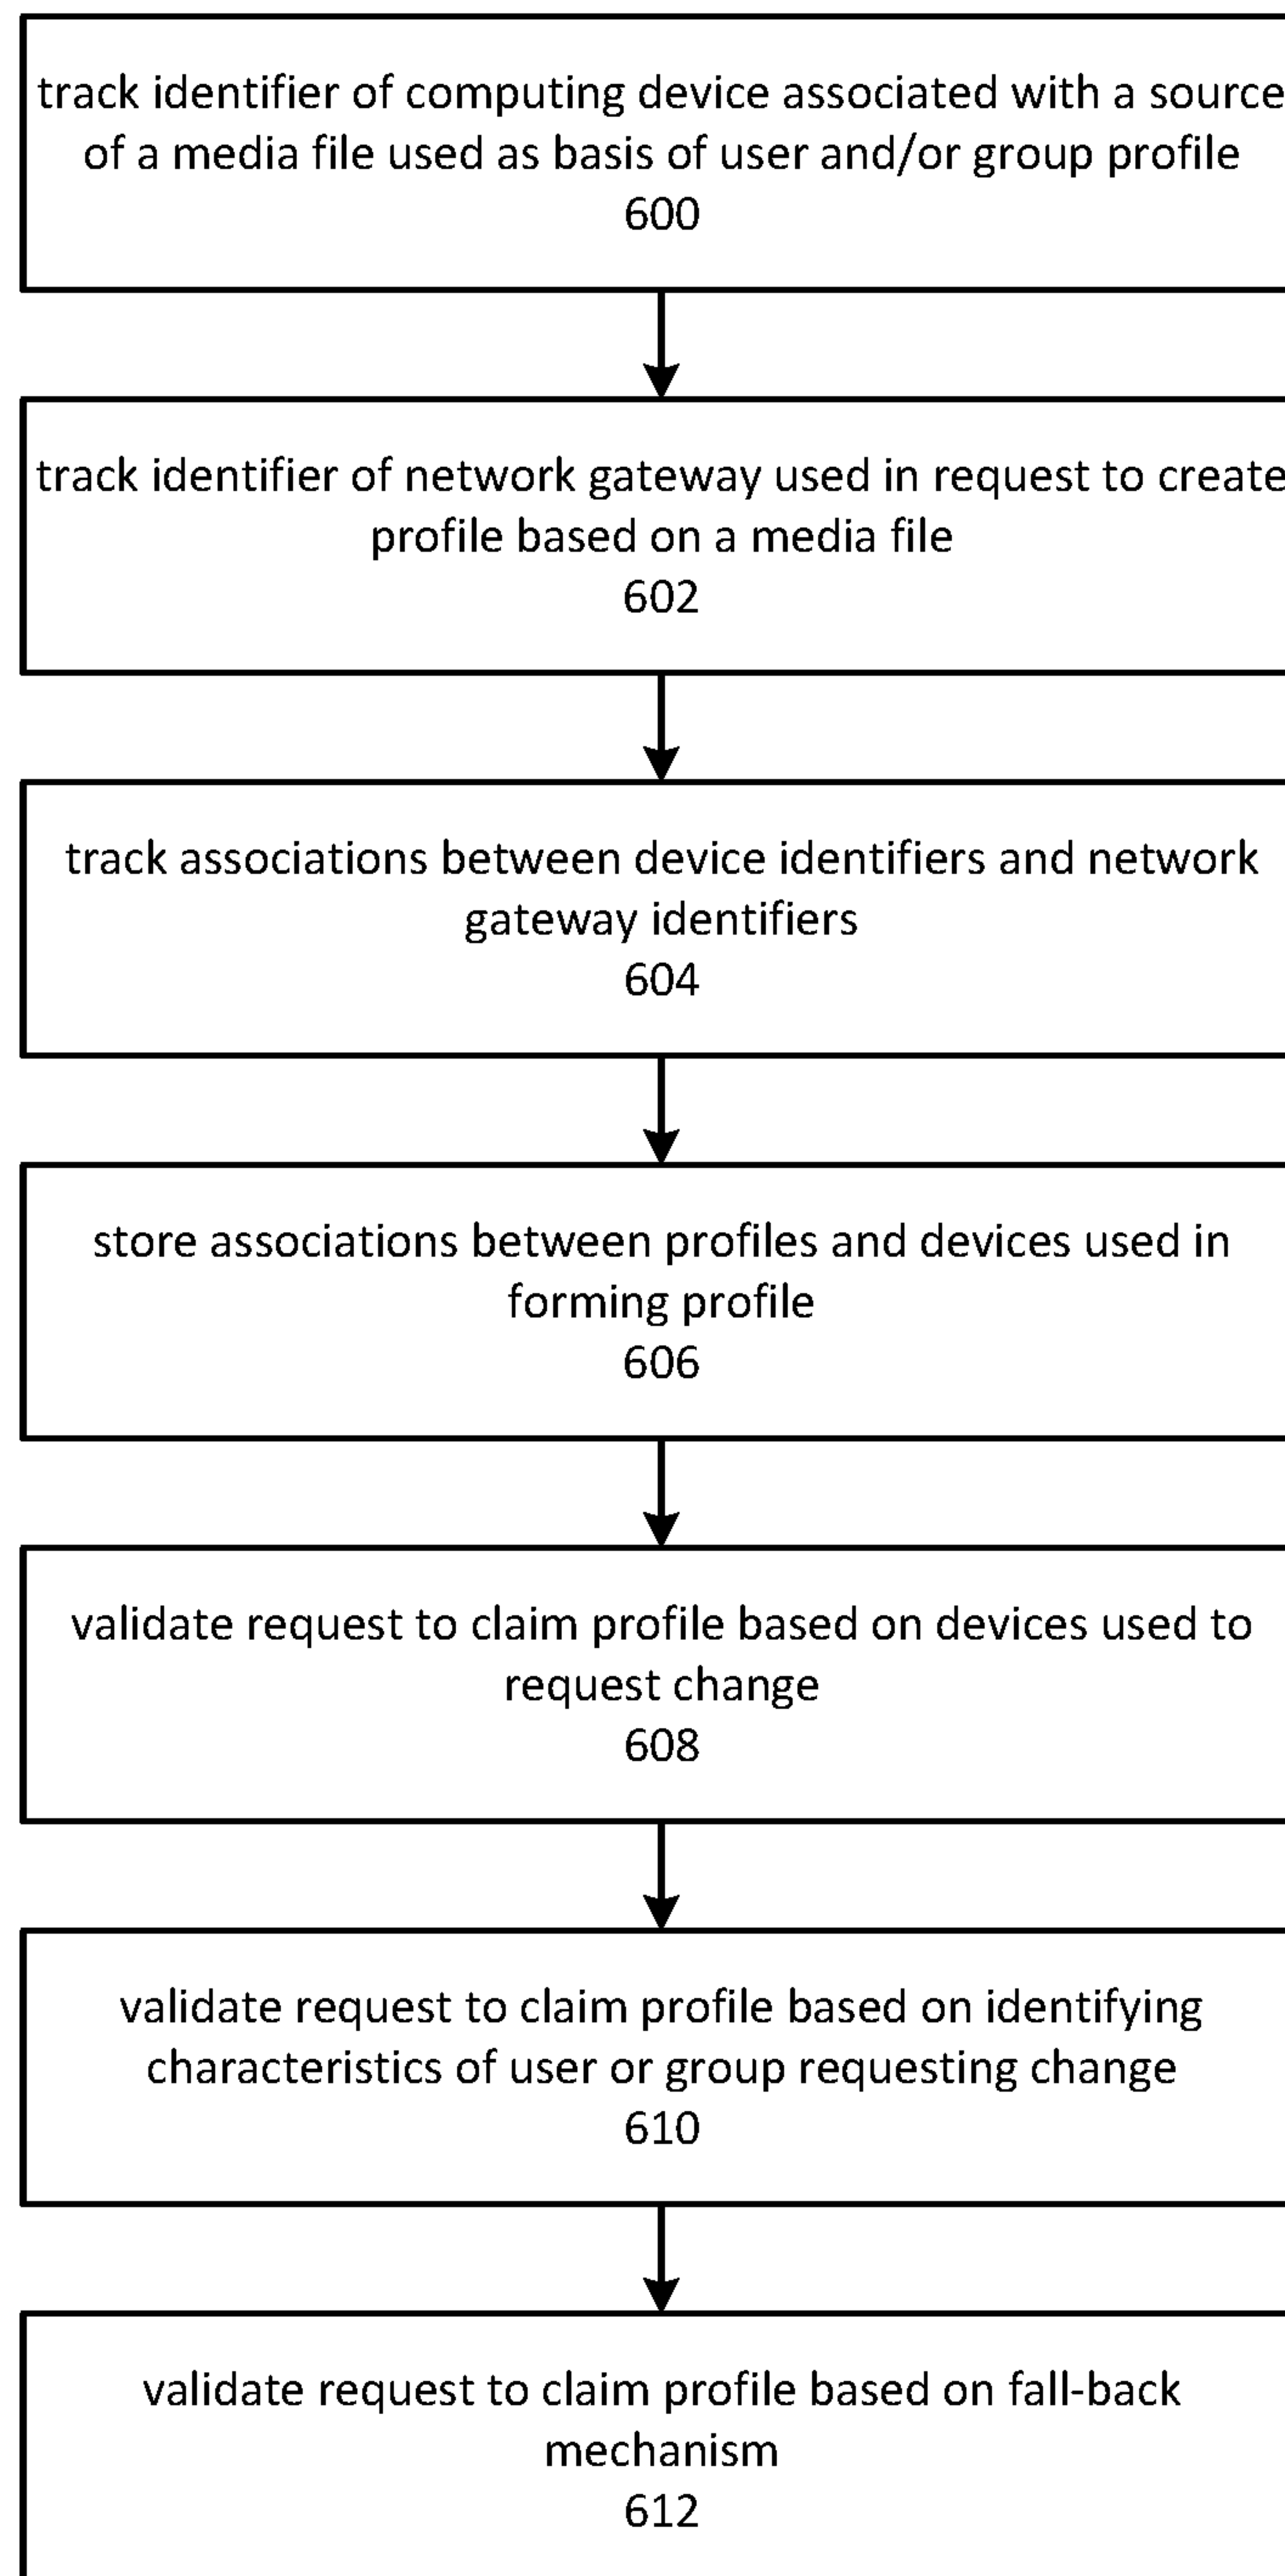 track identifier of computing device associated with a source
of a media file used as basis of user and/or group profile
600
track identifier of network gateway used in request to create
profile based on a media file
602
track associations between device identifiers and network
gateway identifiers
604
store associations between profiles and devices used in
forming profile
606
validate request to claim profile based on devices used to
request change
608
validate request to claim profile based on identifying
characteristics of user or group requesting change
610
validate request to claim profile based on fall-back
mechanism
612